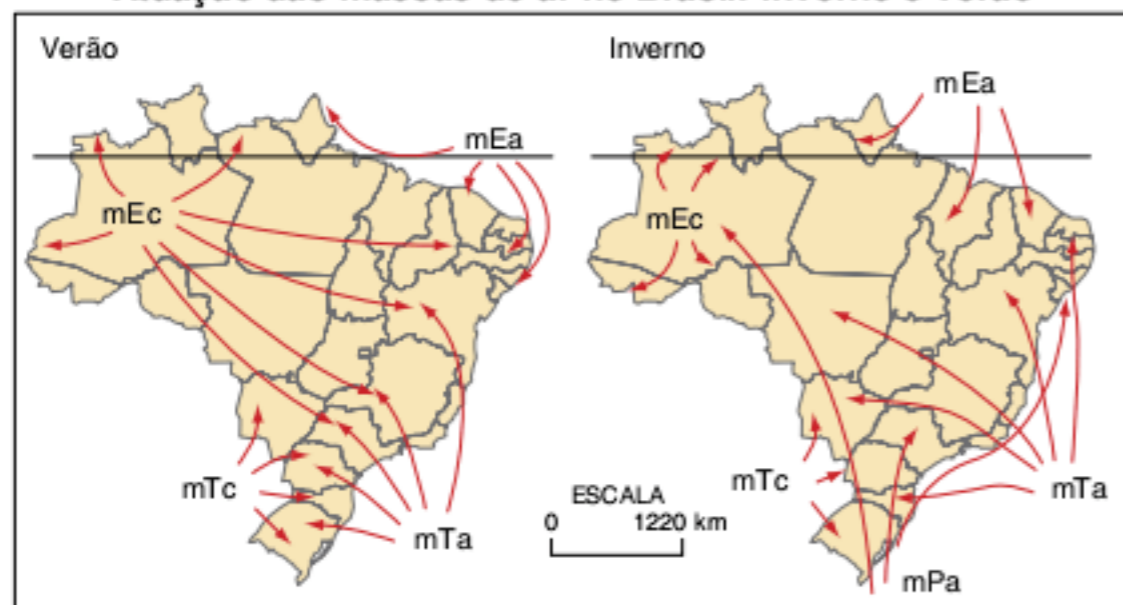 Verão
mEa
mEc
mTc
mTa
ESCALA
0 1220 km
Inverno
mEa
mEc
mTc
mTa
mPa